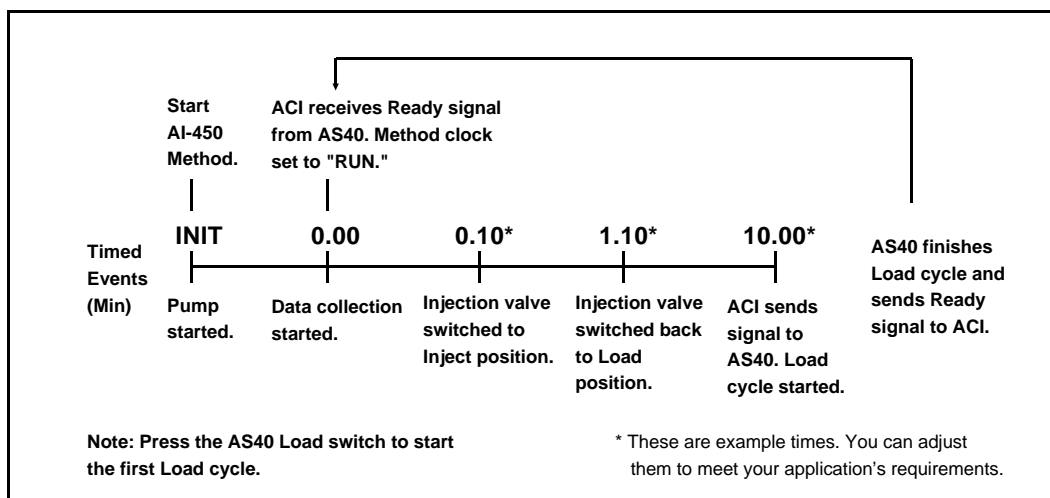 Start
AI-450
Method.
ACI receives Ready signal
from AS40. Method clock
set to "RUN."
Timed
Events
(Min)
INIT
0.00
0.10*
1.10*
10.00*
Pump
started.
Data collection
started.
Injection valve
switched to
Inject position.
Injection valve
switched back
to Load
position.
ACI sends
signal to
AS40. Load
cycle started.
AS40 finishes
Load cycle and
sends Ready
signal to ACI.
Note: Press the AS40 Load switch to start
the first Load cycle.
* These are example times. You can adjust
them to meet your application's requirements.